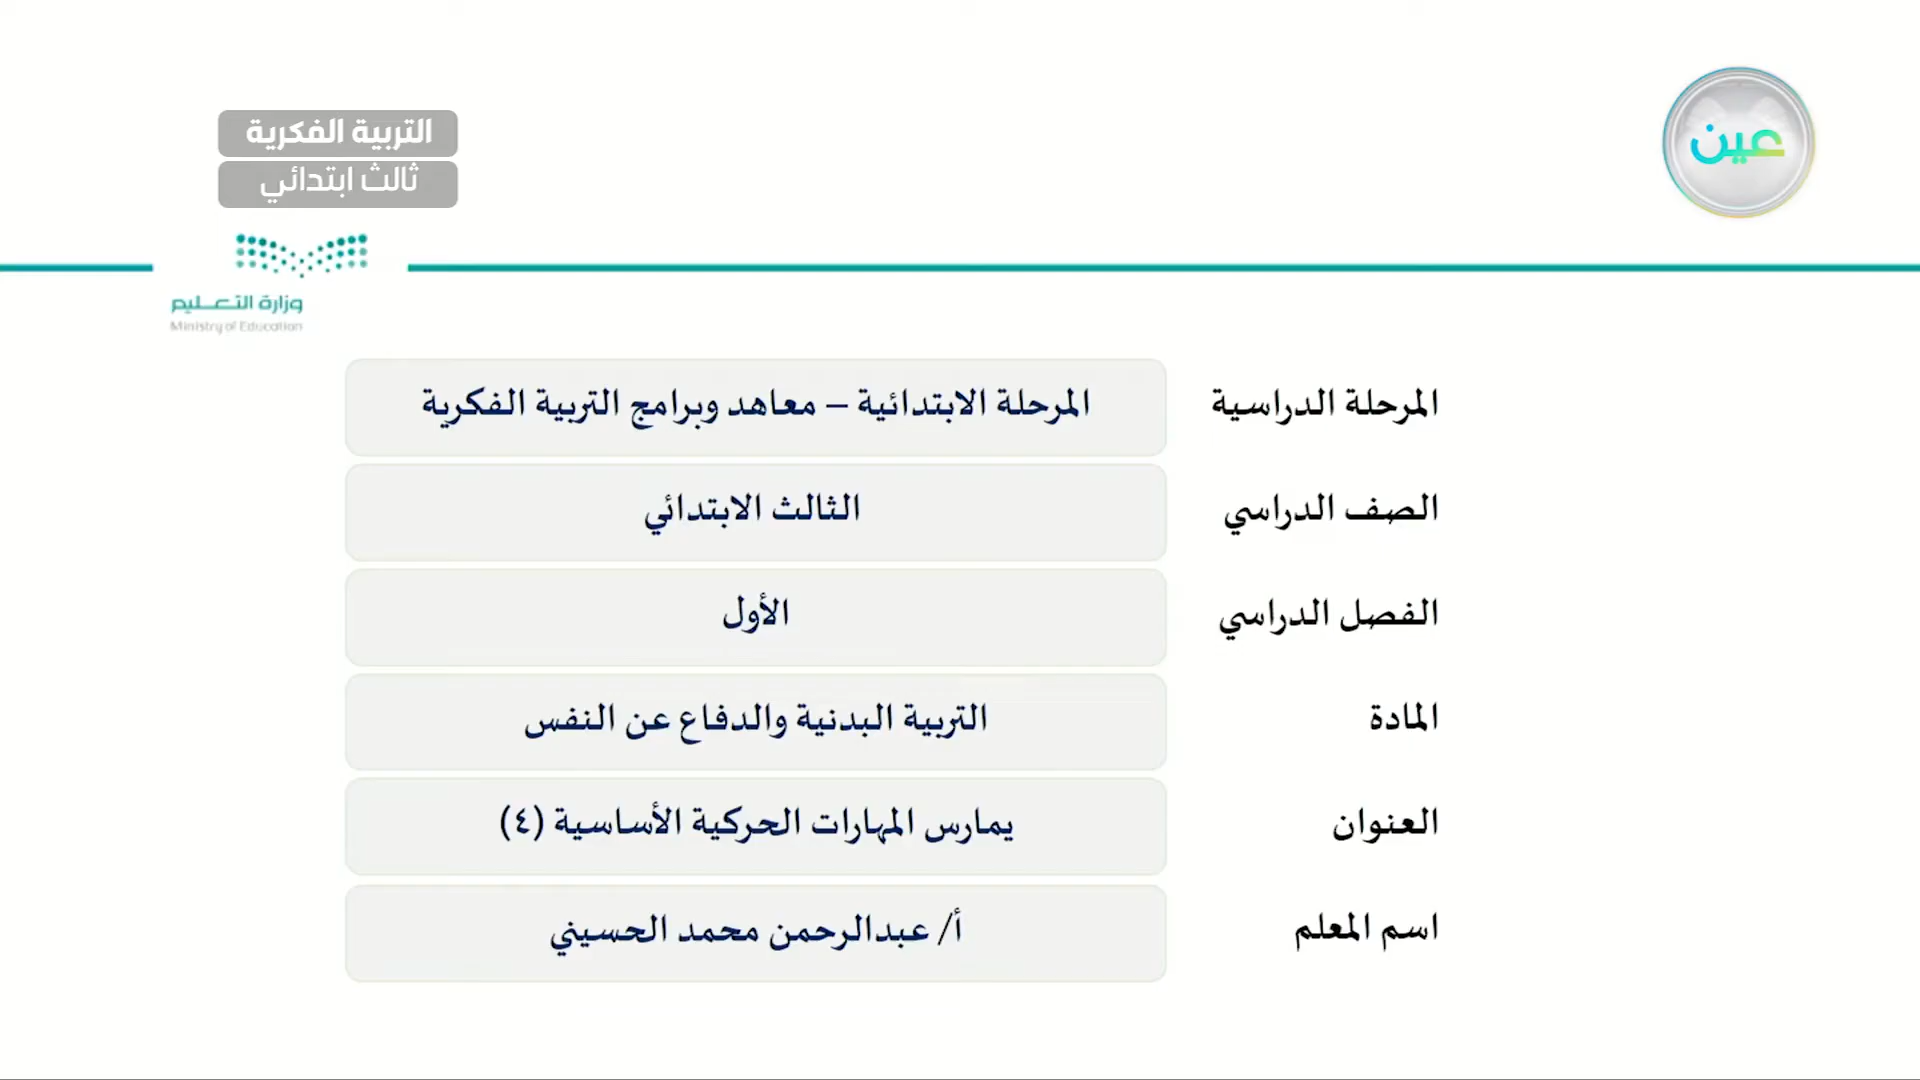 عين
التربية الفكرية
ثالث ابتدائي
وزارة التعليم
Ministry of Education
المرحلة الدراسية
المرحلة الابتدائية – معاهد وبرامج التربية الفكرية
الصف الدراسي
الثالث الابتدائي
الفصل الدراسي
الأول
المادة
التربية البدنية والدفاع عن النفس
العنوان
يمارس المهارات الحركية الأساسية (٤)
اسم المعلم
أ/ عبدالرحمن محمد الحسيني